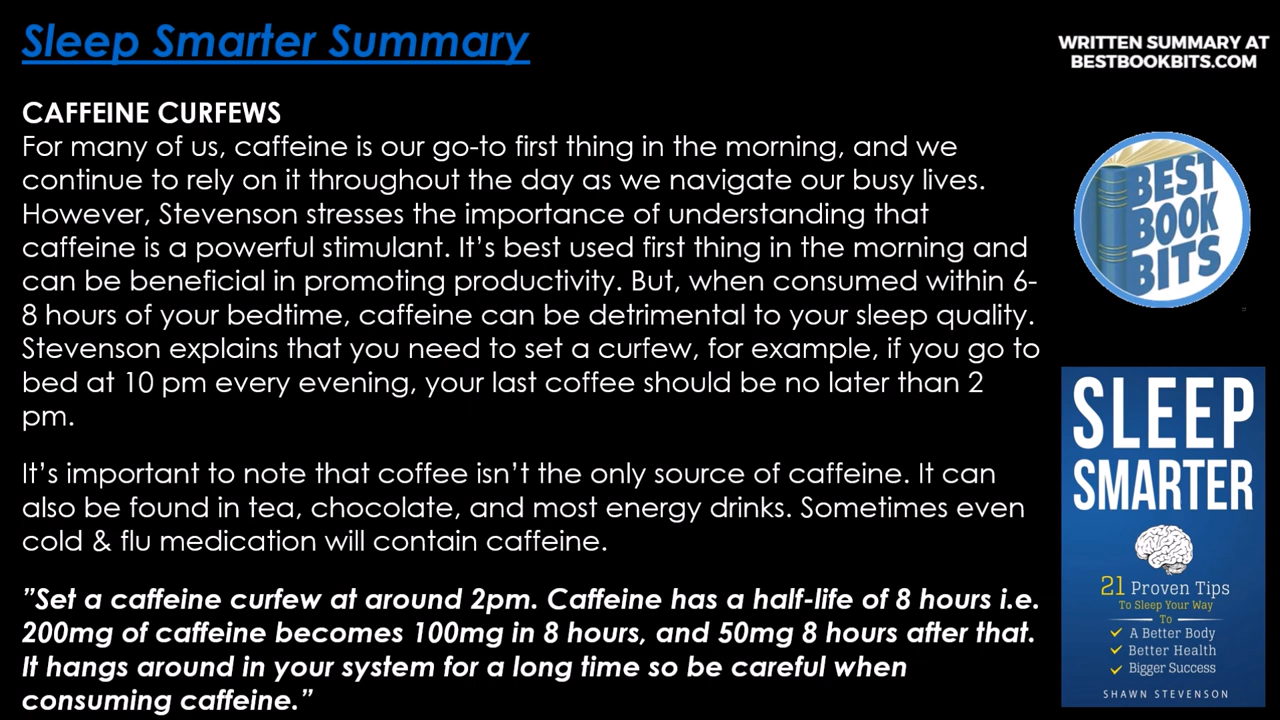 Sleep Smarter Summary
WRITTEN SUMMARY AT
BESTBOOKBITS.COM
CAFFEINE CURFEWS
For many of us, caffeine is our go-to first thing in the morning, and we
continue to rely on it throughout the day as we navigate our busy lives.
However, Stevenson stresses the importance of understanding that
caffeine is a powerful stimulant. It’s best used first thing in the morning and
can be beneficial in promoting productivity. But, when consumed within 6-
8 hours of your bedtime, caffeine can be detrimental to your sleep quality.
Stevenson explains that you need to set a curfew, for example, if you go to
bed at 10 pm every evening, your last coffee should be no later than 2
pm.
It’s important to note that coffee isn’t the only source of caffeine. It can
also be found in tea, chocolate, and most energy drinks. Sometimes even
cold & flu medication will contain caffeine.
”Set a caffeine curfew at around 2pm. Caffeine has a half-life of 8 hours i.e.
200mg of caffeine becomes 100mg in 8 hours, and 50mg 8 hours after that.
It hangs around in your system for a long time so be careful when
consuming caffeine.”
BEST
BOOK
BITS
SLEEP
SMARTER
21 Proven Tips
To Sleep Your Way
To
A Better Body
Better Health
Bigger Success
SHAWN STEVENSON